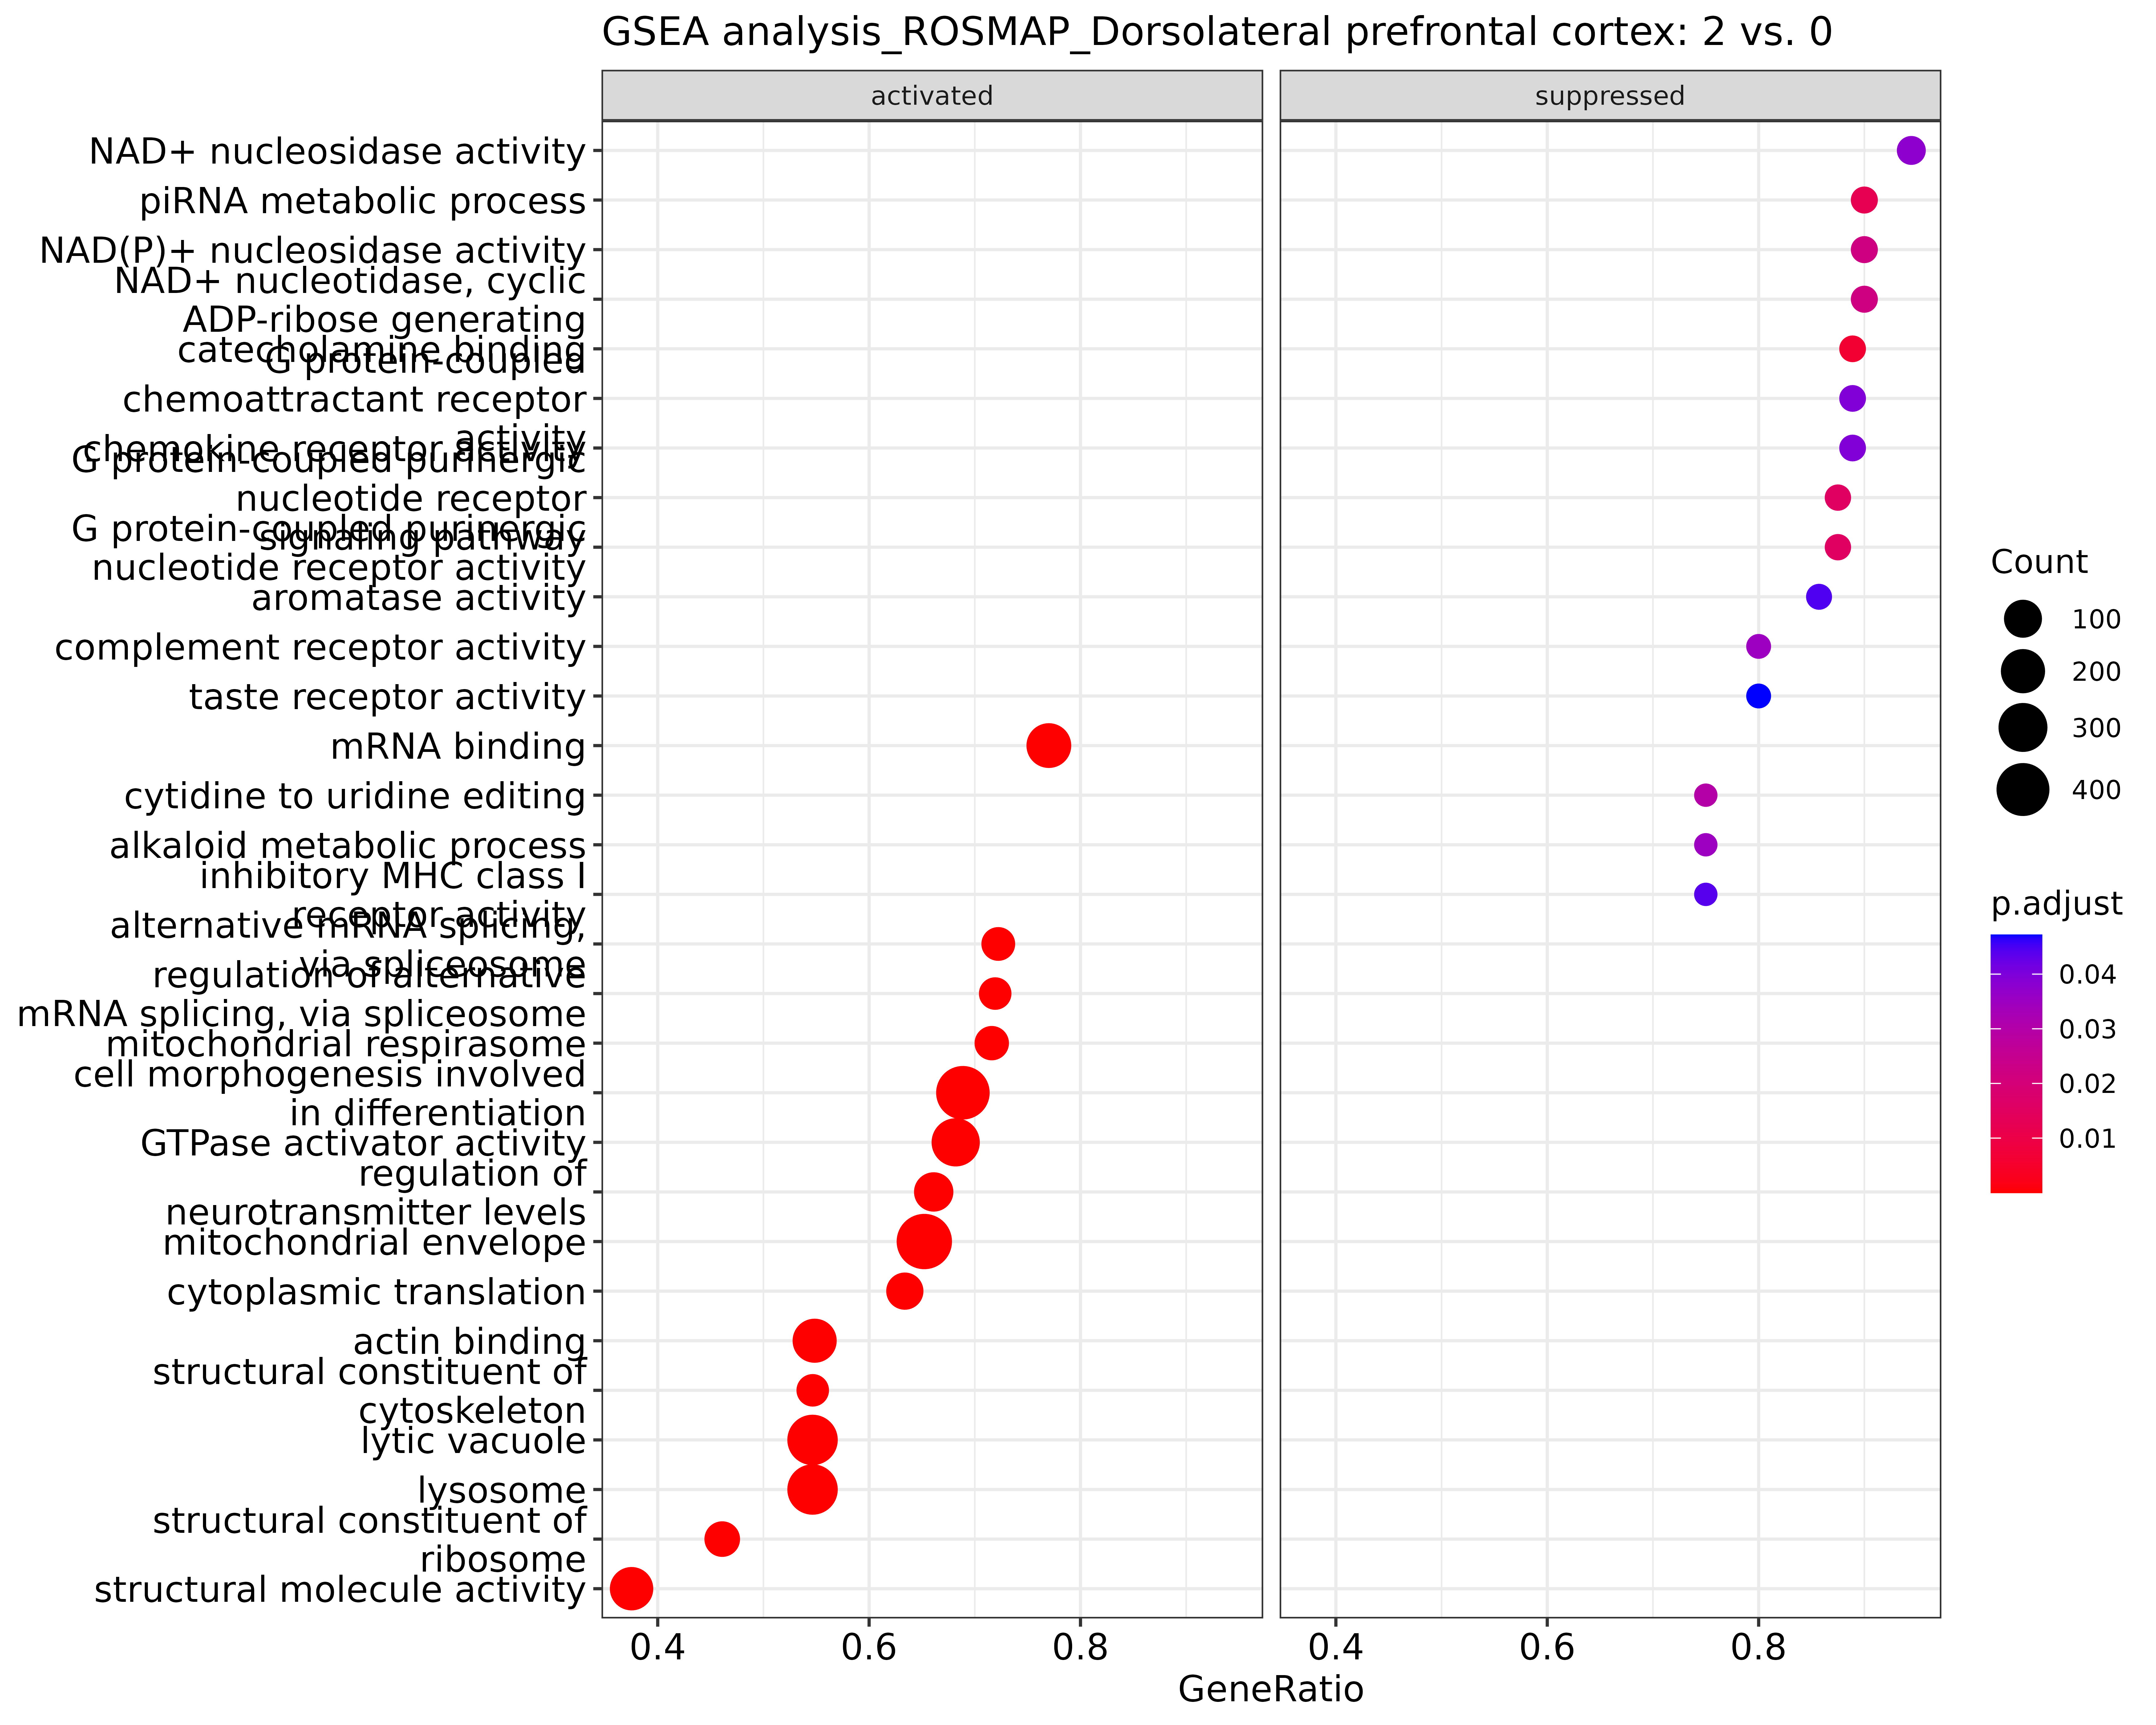 GSEA analysis_ROSMAP_Dorsolateral prefrontal cortex: 2 vs. 0
activated
suppressed
NAD+ nucleosidase activity
piRNA metabolic process
NAD(P)+ nucleosidase activity
NAD+ nucleotidase, cyclic
ADP-ribose generating
catecholamine binding
G protein-coupled
chemoattractant receptor
activity
chemokine receptor activity
G protein-coupled purinergic
nucleotide receptor
signaling pathway
G protein-coupled purinergic
nucleotide receptor activity
aromatase activity
complement receptor activity
taste receptor activity
mRNA binding
cytidine to uridine editing
alkaloid metabolic process
inhibitory MHC class I
receptor activity
alternative mRNA splicing,
via spliceosome
regulation of alternative
mRNA splicing, via spliceosome
mitochondrial respirasome
cell morphogenesis involved
in differentiation
GTPase activator activity
regulation of
neurotransmitter levels
mitochondrial envelope
cytoplasmic translation
actin binding
structural constituent of
cytoskeleton
lytic vacuole
lysosome
structural constituent of
ribosome
structural molecule activity
0.4
0.6
0.8
0.4
0.6
0.8
GeneRatio
Count
100
200
300
400
p.adjust
0.04
0.03
0.02
0.01